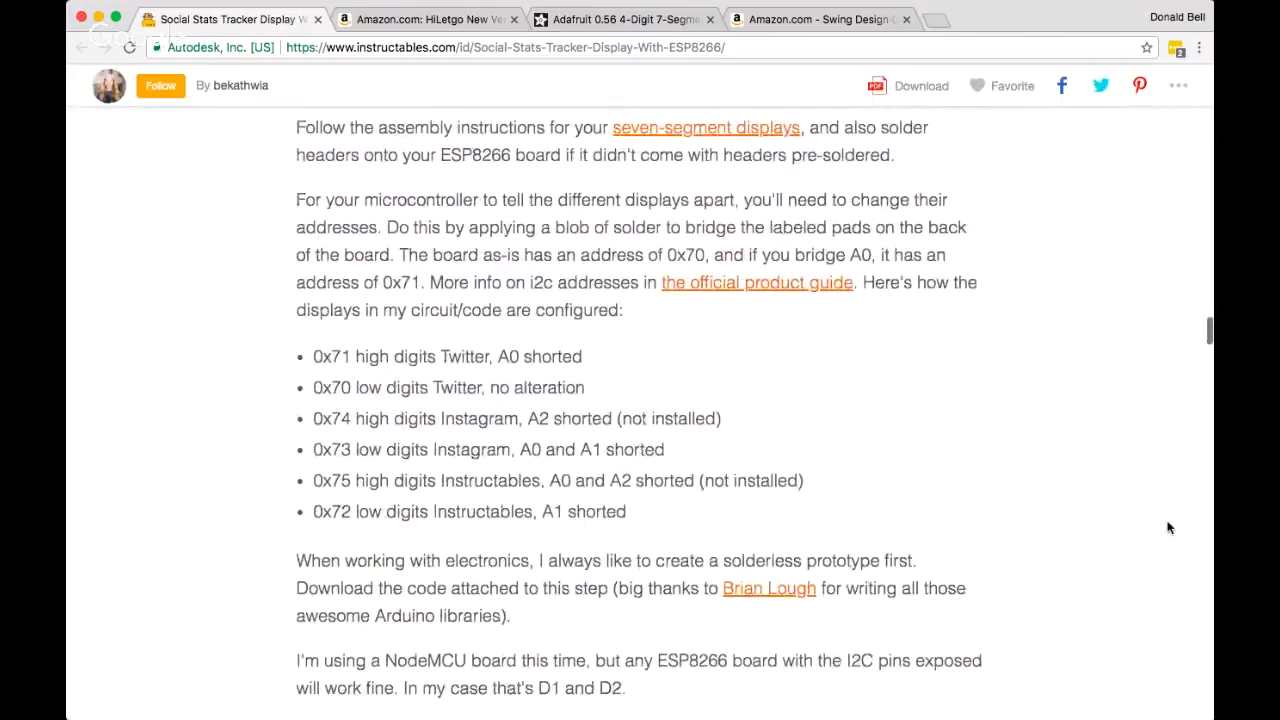 Social Stats Tracker Display W
Amazon.com: HiLetgo New Ve
Adafruit 0.56 4-Digit 7-Segme
Amazon.com - Swing Design
Donald Bell
Autodesk, Inc. [US]
https://www.instructables.com/id/Social-Stats-Tracker-Display-With-ESP8266/
2
Follow
By bekathwia
PDF
Download
Favorite
Follow the assembly instructions for your seven-segment displays, and also solder
headers onto your ESP8266 board if it didn't come with headers pre-soldered.
For your microcontroller to tell the different displays apart, you'll need to change their
addresses. Do this by applying a blob of solder to bridge the labeled pads on the back
of the board. The board as-is has an address of 0x70, and if you bridge A0, it has an
address of 0x71. More info on i2c addresses in the official product guide. Here's how the
displays in my circuit/code are configured:
• 0x71 high digits Twitter, A0 shorted
• 0x70 low digits Twitter, no alteration
• 0x74 high digits Instagram, A2 shorted (not installed)
• 0x73 low digits Instagram, A0 and A1 shorted
• 0x75 high digits Instructables, A0 and A2 shorted (not installed)
• 0x72 low digits Instructables, A1 shorted
When working with electronics, I always like to create a solderless prototype first.
Download the code attached to this step (big thanks to Brian Lough for writing all those
awesome Arduino libraries).
I'm using a NodeMCU board this time, but any ESP8266 board with the I2C pins exposed
will work fine. In my case that's D1 and D2.